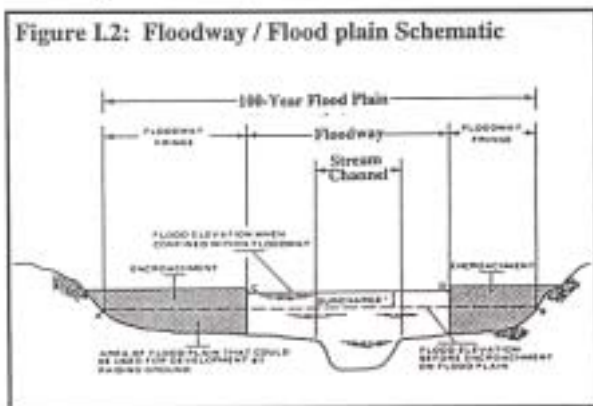 Figure I.2: Floodway / Flood plain Schematic
100-Year Flood Plain
FLOODWAY
FRINGE
Floodway
FLOODWAY
FRINGE
Stream
Channel
FLOOD ELEVATION WHEN
CONFINED WITHIN FLOODWAY
ENCROACHMENT
ENCROACHMENT
SURCHARGE*
AREA OF FLOOD PLAIN THAT COULD
BE USED FOR DEVELOPMENT BY
RAISING GROUND
FLOOD ELEVATION
BEFORE ENCROACHMENT
ON FLOOD PLAIN